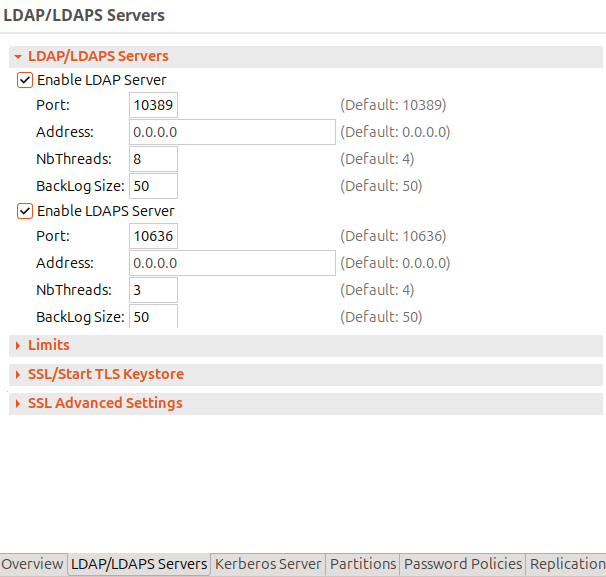 LDAP/LDAPS Servers
LDAP/LDAPS Servers
Enable LDAP Server
Port: 10389 (Default: 10389)
Address: 0.0.0.0 (Default: 0.0.0.0)
NbThreads: 8 (Default: 4)
BackLog Size: 50 (Default: 50)
Enable LDAPS Server
Port: 10636 (Default: 10636)
Address: 0.0.0.0 (Default: 0.0.0.0)
NbThreads: 3 (Default: 4)
BackLog Size: 50 (Default: 50)
Limits
SSL/Start TLS Keystore
SSL Advanced Settings
Overview LDAP/LDAPS Servers Kerberos Server Partitions Password Policies Replication